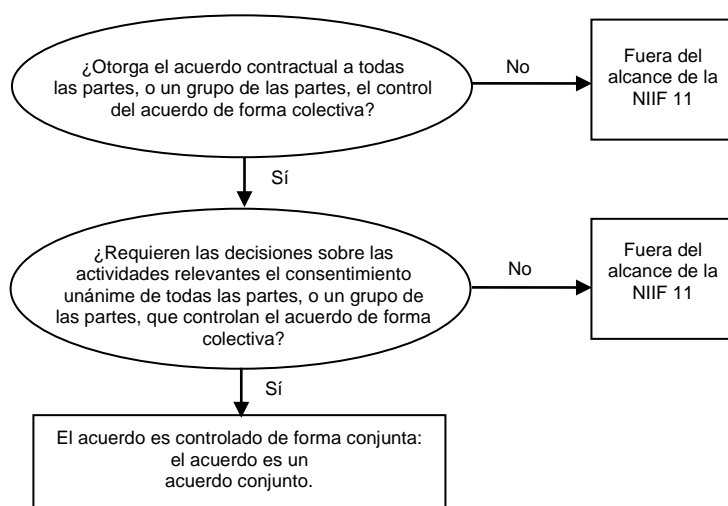 ¿Otorga el acuerdo contractual a todas
las partes, o un grupo de las partes, el control
del acuerdo de forma colectiva?
No
Fuera del
alcance de la
NIIF 11
Sí
¿Requieren las decisiones sobre las
actividades relevantes el consentimiento
unánime de todas las partes, o un grupo de
las partes, que controlan el acuerdo de forma
colectiva?
No
Fuera del
alcance de la
NIIF 11
Sí
El acuerdo es controlado de forma conjunta:
el acuerdo es un
acuerdo conjunto.